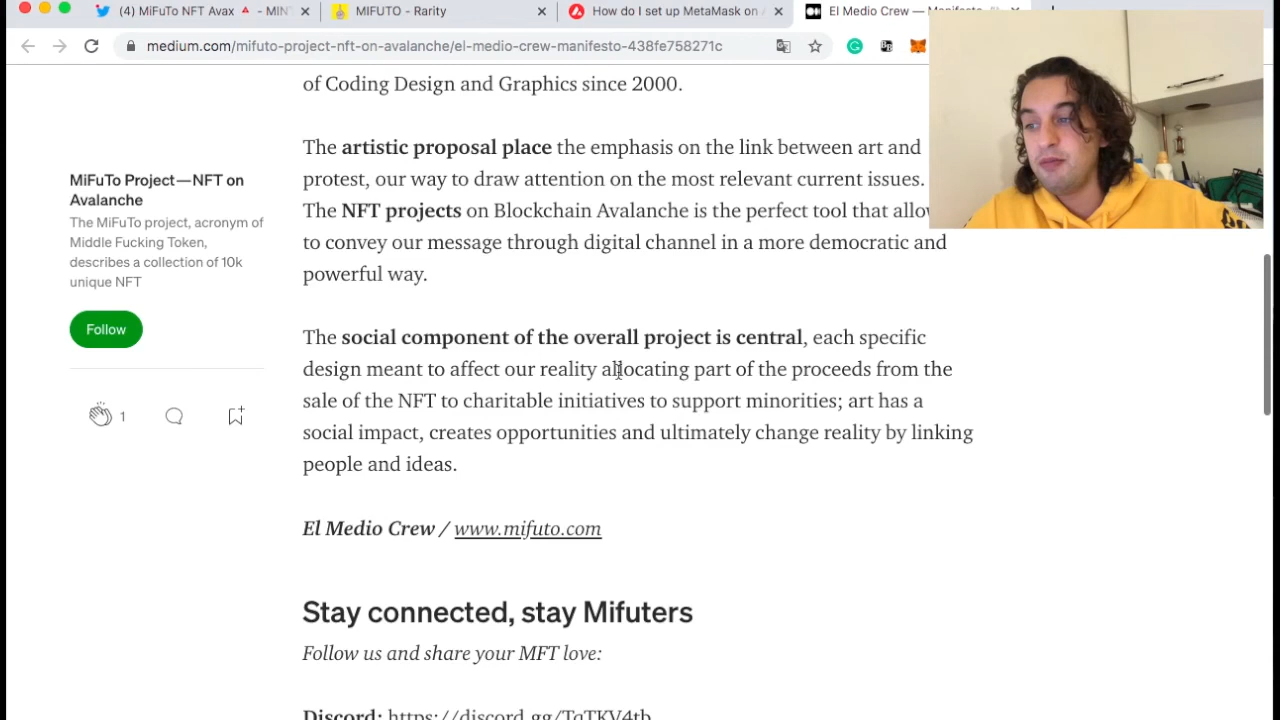 (4) MiFuTo NFT Avax - MIN
MIFUTO - Rarity
How do I set up MetaMask on
El Medio Crew — Manifesto
medium.com/mifuto-project-nft-on-avalanche/el-medio-crew-manifesto-438fe758271c
of Coding Design and Graphics since 2000.
The artistic proposal place the emphasis on the link between art and
protest, our way to draw attention on the most relevant current issues.
The NFT projects on Blockchain Avalanche is the perfect tool that
to convey our message through digital channel in a more democratic and
powerful way.
MiFuTo Project—NFT on
Avalanche
The MiFuTo project, acronym of
Middle Fucking Token,
describes a collection of 10k
unique NFT
Follow
1
The social component of the overall project is central, each specific
design meant to affect our reality allocating part of the proceeds from the
sale of the NFT to charitable initiatives to support minorities; art has a
social impact, creates opportunities and ultimately change reality by linking
people and ideas.
El Medio Crew / www.mifuto.com
Stay connected, stay Mifuters
Follow us and share your MFT love:
Discord: https://discord.gg/TqTKV4tb